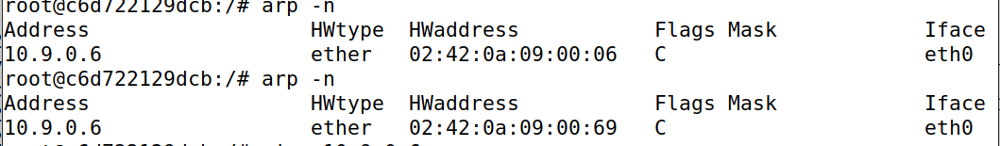 root@c6d722129dcb:/# arp -n
Address HWtype HWaddress Flags Mask Iface
10.9.0.6 ether 02:42:0a:09:00:06 C eth0
root@c6d722129dcb:/# arp -n
Address HWtype HWaddress Flags Mask Iface
10.9.0.6 ether 02:42:0a:09:00:69 C eth0